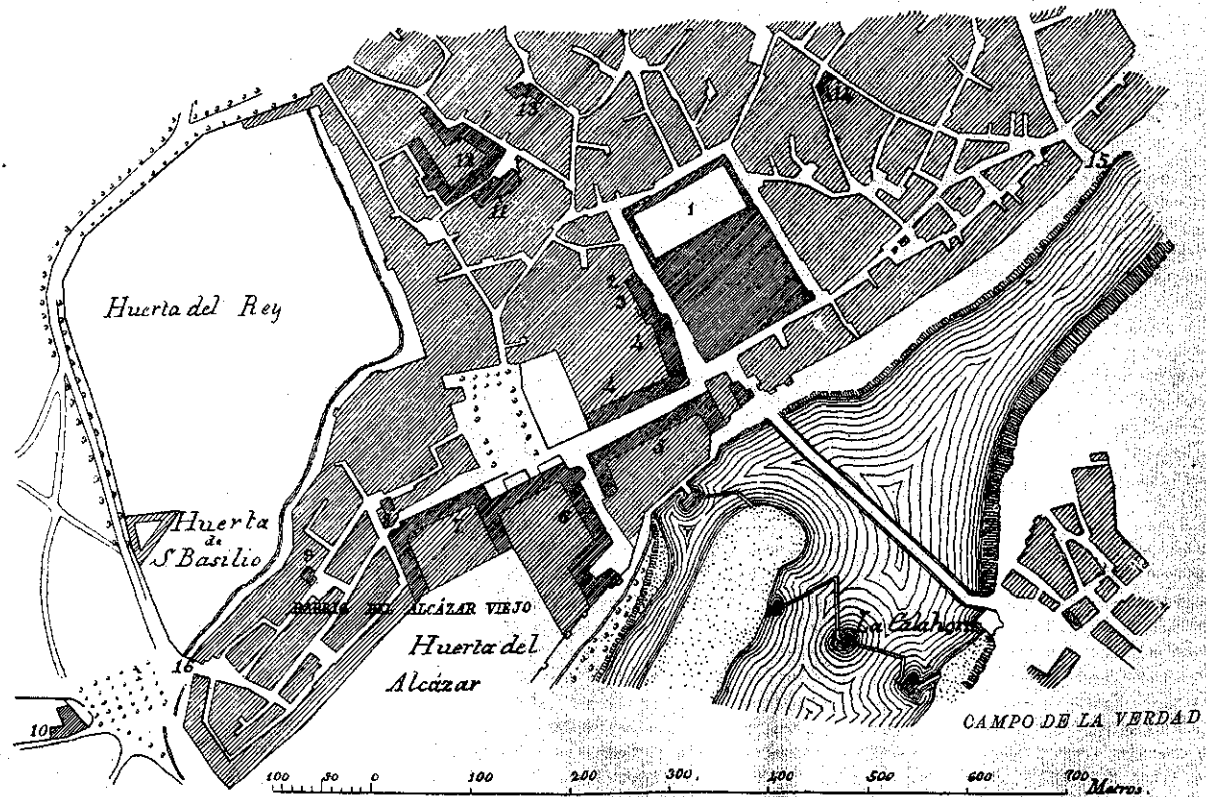 14
13
12
11
15
1
2
3
4
Huerta del Rey
5
6
7
8
9
Huerta
de
S. Basilio
BARRIO DEL ALCÁZAR VIEJO
Huerta del
Alcázar
La Calahorra
16
10
CAMPO DE LA VERDAD
100 50 0 100 200 300 400 500 600 700 Metros.